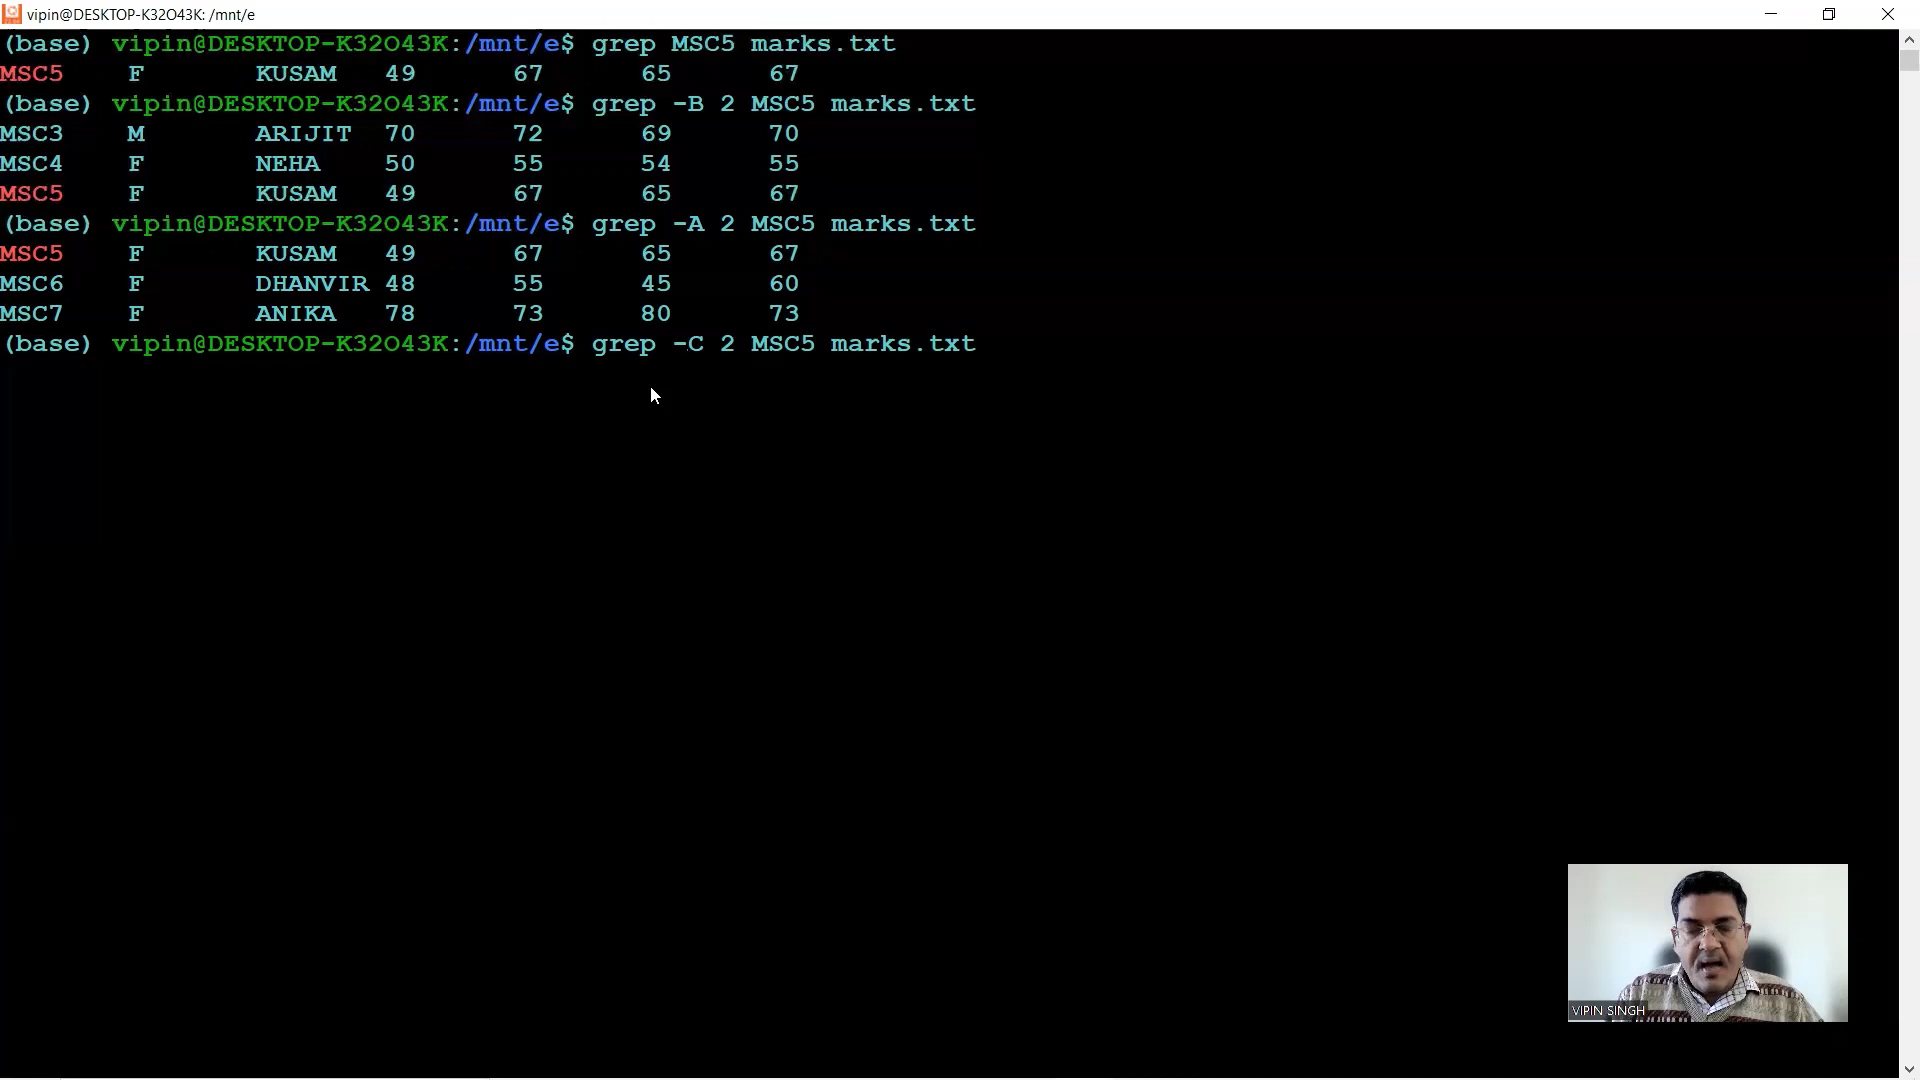 vipin@DESKTOP-K32O43K: /mnt/e
(base) vipin@DESKTOP-K32O43K:/mnt/e$ grep MSC5 marks.txt
MSC5 F KUSAM 49 67 65 67
(base) vipin@DESKTOP-K32O43K:/mnt/e$ grep -B 2 MSC5 marks.txt
MSC3 M ARIJIT 70 72 69 70
MSC4 F NEHA 50 55 54 55
MSC5 F KUSAM 49 67 65 67
(base) vipin@DESKTOP-K32O43K:/mnt/e$ grep -A 2 MSC5 marks.txt
MSC5 F KUSAM 49 67 65 67
MSC6 F DHANVIR 48 55 45 60
MSC7 F ANIKA 78 73 80 73
(base) vipin@DESKTOP-K32O43K:/mnt/e$ grep -C 2 MSC5 marks.txt
VIPIN SINGH